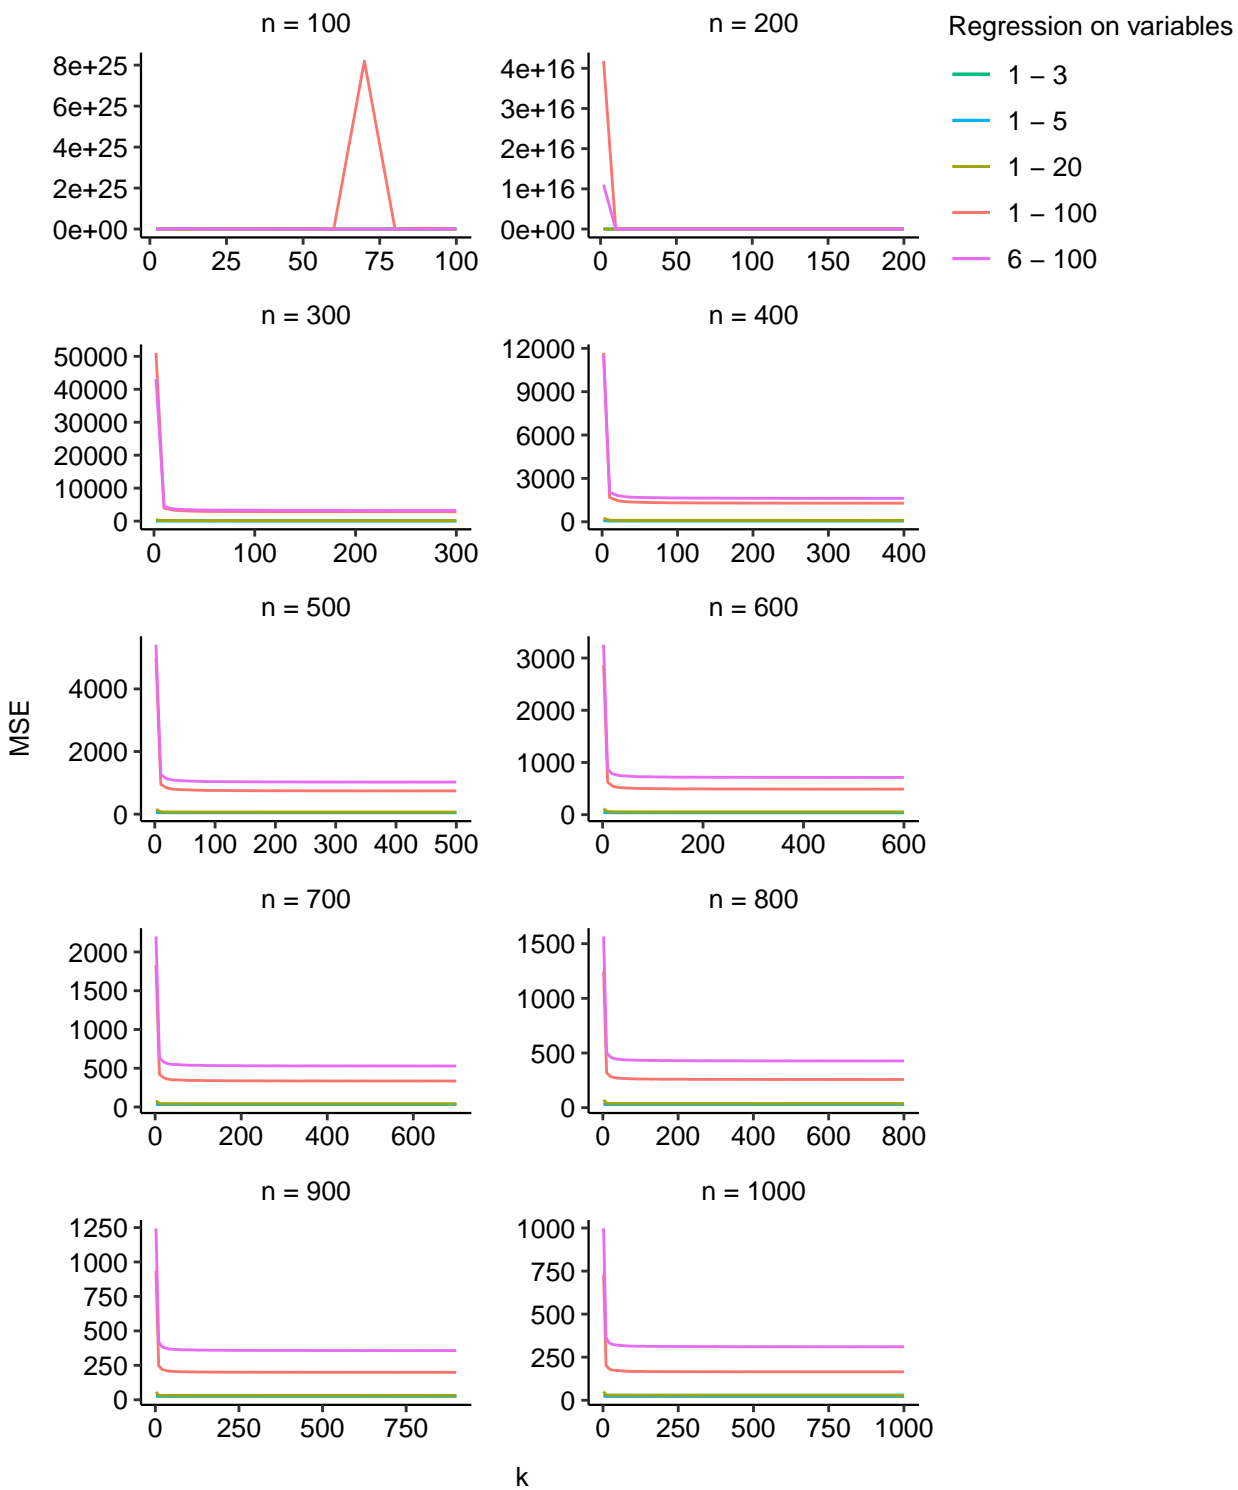 n = 100
n = 200
Regression on variables
1 – 3
1 – 5
1 – 20
1 – 100
6 – 100
8e+25
6e+25
4e+25
2e+25
0e+00
0 25 50 75 100
4e+16
3e+16
2e+16
1e+16
0e+00
0 50 100 150 200
n = 300
n = 400
50000
40000
30000
20000
10000
0
0 100 200 300
12000
9000
6000
3000
0
0 100 200 300 400
n = 500
n = 600
4000
2000
0
0 100 200 300 400 500
3000
2000
1000
0
0 200 400 600
MSE
n = 700
n = 800
2000
1500
1000
500
0
0 200 400 600
1500
1000
500
0
0 200 400 600 800
n = 900
n = 1000
1250
1000
750
500
250
0
0 250 500 750
1000
750
500
250
0
0 250 500 750 1000
k